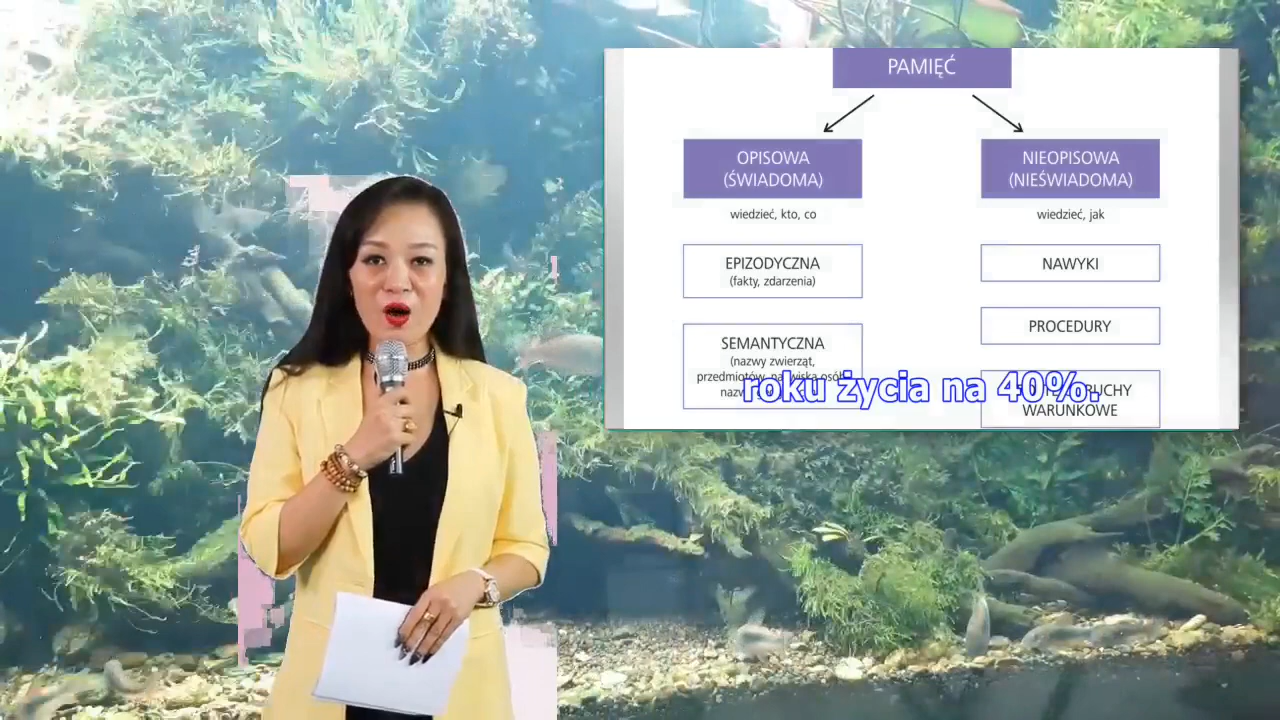 PAMIĘĆ
OPISOWA
(ŚWIADOMA)
wiedzieć, kto, co
EPIZODYCZNA
(fakty, zdarzenia)
SEMANTYCZNA
(nazwy zwierząt,
przedmiotów,
NIEOPISOWA
(NIEŚWIADOMA)
wiedzieć, jak
NAWYKI
PROCEDURY
WARUNKOWE
roku życia na 40%.